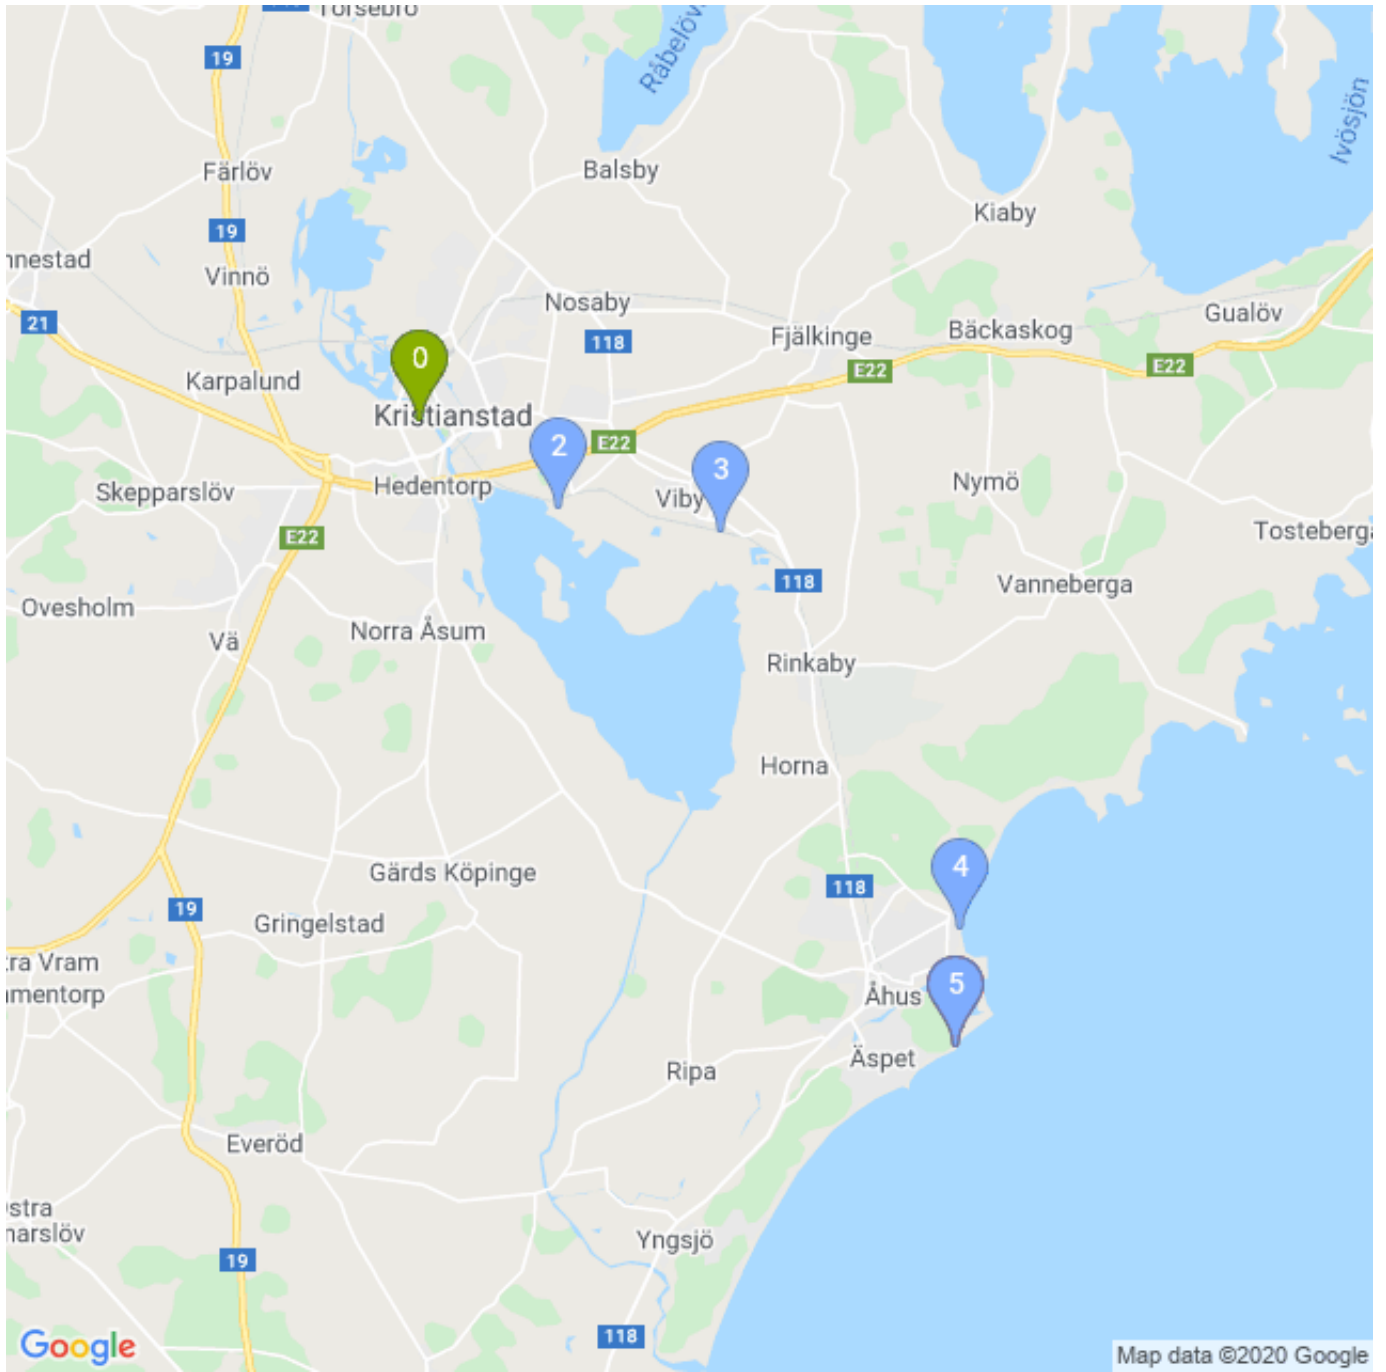 Torsebro
19
Råbelöv
Ivösjön
Färlöv
Balsby
Kiaby
19
nnestad
Vinnö
Nosaby
Gualöv
21
118
Fjälkinge
Bäckaskog
0
E22
E22
Karpalund
Kristianstad
2
E22
3
Skepparslöv
Hedentorp
Viby
Nymö
E22
Tosteberga
118
Vanneberga
Ovesholm
Vä
Norra Åsum
Rinkaby
Horna
4
Gärds Köpinge
118
19
Gringelstad
tra Vram
mmentorp
5
Åhus
Äspet
Ripa
Everöd
stra
narslöv
Yngsjö
19
118
Google
Map data ©2020 Google